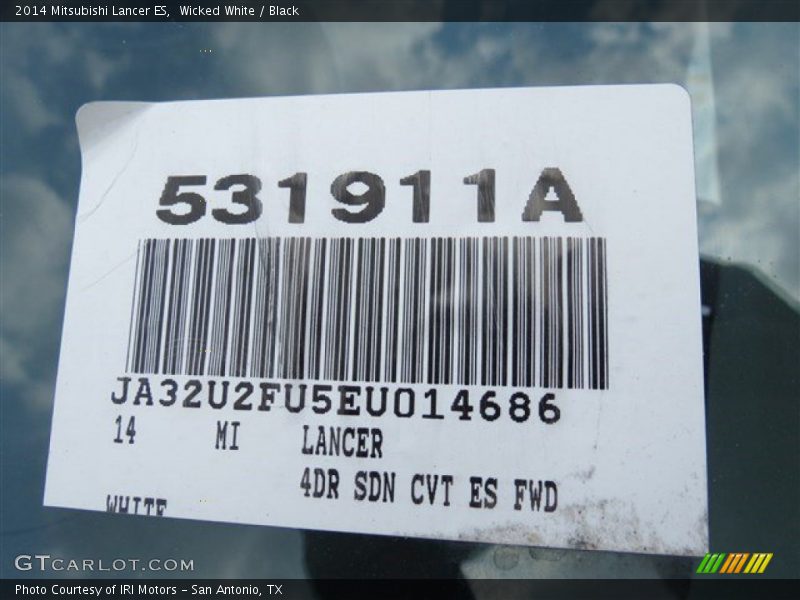 2014 Mitsubishi Lancer ES, Wicked White / Black
531911A
JA32U2FU5EU014686
14 MI LANCER
4DR SDN CVT ES FWD
WHITE
GTCARLOT.COM
Photo Courtesy of IRI Motors - San Antonio, TX